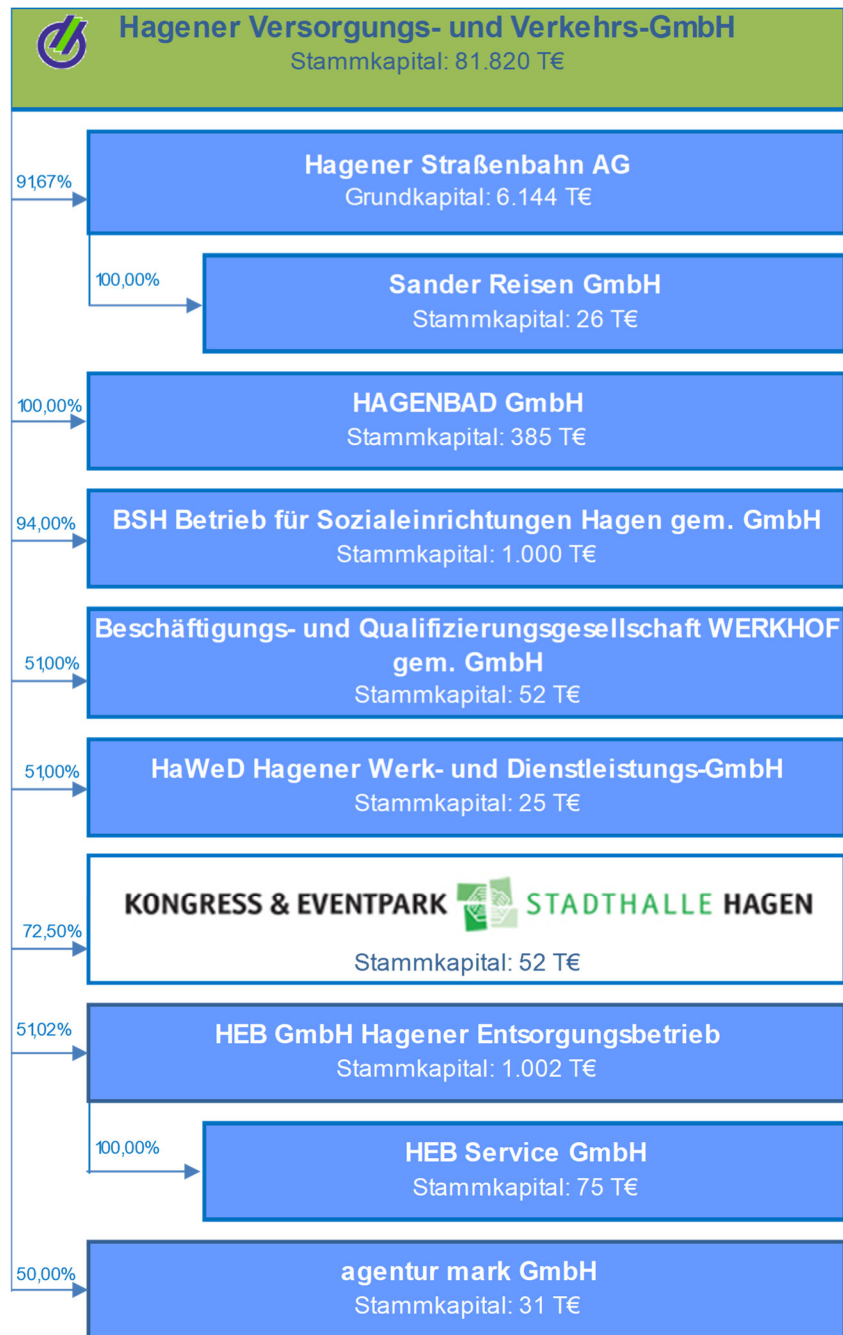 Hagener Versorgungs- und Verkehrs-GmbH
Stammkapital: 81.820 T€
91,67%
Hagener Straßenbahn AG
Grundkapital: 6.144 T€
100,00%
Sander Reisen GmbH
Stammkapital: 26 T€
100,00%
HAGENBAD GmbH
Stammkapital: 385 T€
94,00%
BSH Betrieb für Sozialeinrichtungen Hagen gem. GmbH
Stammkapital: 1.000 T€
51,00%
Beschäftigungs- und Qualifizierungsgesellschaft WERKHOF
gem. GmbH
Stammkapital: 52 T€
51,00%
HaWeD Hagener Werk- und Dienstleistungs-GmbH
Stammkapital: 25 T€
72,50%
KONGRESS & EVENTPARK STADTHALLE HAGEN
Stammkapital: 52 T€
51,02%
HEB GmbH Hagener Entsorgungsbetrieb
Stammkapital: 1.002 T€
100,00%
HEB Service GmbH
Stammkapital: 75 T€
50,00%
agentur mark GmbH
Stammkapital: 31 T€